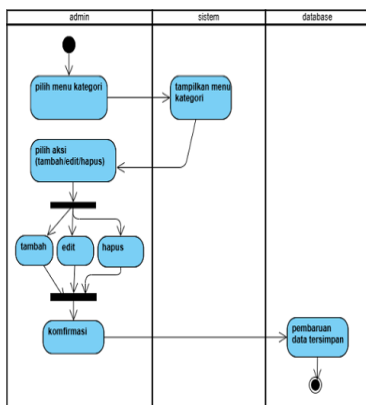 admin sistem database
pilih menu kategori
tampilkan menu
kategori
pilih aksi
(tambah/edit/hapus)
tambah
edit
hapus
komfirmasi
pembaruan
data tersimpan